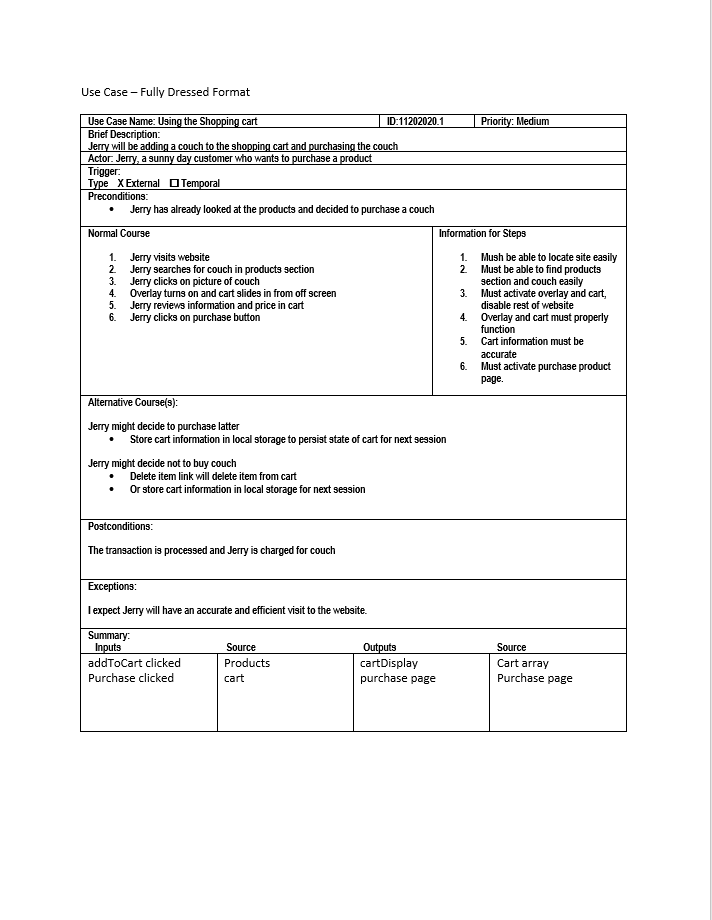 Use Case – Fully Dressed Format
Use Case Name: Using the Shopping cart ID:11202020.1 Priority: Medium
Brief Description:
Jerry will be adding a couch to the shopping cart and purchasing the couch
Actor: Jerry, a sunny day customer who wants to purchase a product
Trigger:
Type X External ☐ Temporal
Preconditions:
• Jerry has already looked at the products and decided to purchase a couch
Normal Course
1. Jerry visits website
2. Jerry searches for couch in products section
3. Jerry clicks on picture of couch
4. Overlay turns on and cart slides in from off screen
5. Jerry reviews information and price in cart
6. Jerry clicks on purchase button
Information for Steps
1. Mush be able to locate site easily
2. Must be able to find products
section and couch easily
3. Must activate overlay and cart,
disable rest of website
4. Overlay and cart must properly
function
5. Cart information must be
accurate
6. Must activate purchase product
page.
Alternative Course(s):
Jerry might decide to purchase latter
• Store cart information in local storage to persist state of cart for next session
Jerry might decide not to buy couch
• Delete item link will delete item from cart
• Or store cart information in local storage for next session
Postconditions:
The transaction is processed and Jerry is charged for couch
Exceptions:
I expect Jerry will have an accurate and efficient visit to the website.
Summary:
Inputs Source Outputs Source
addToCart clicked Products cartDisplay Cart array
Purchase clicked cart purchase page Purchase page